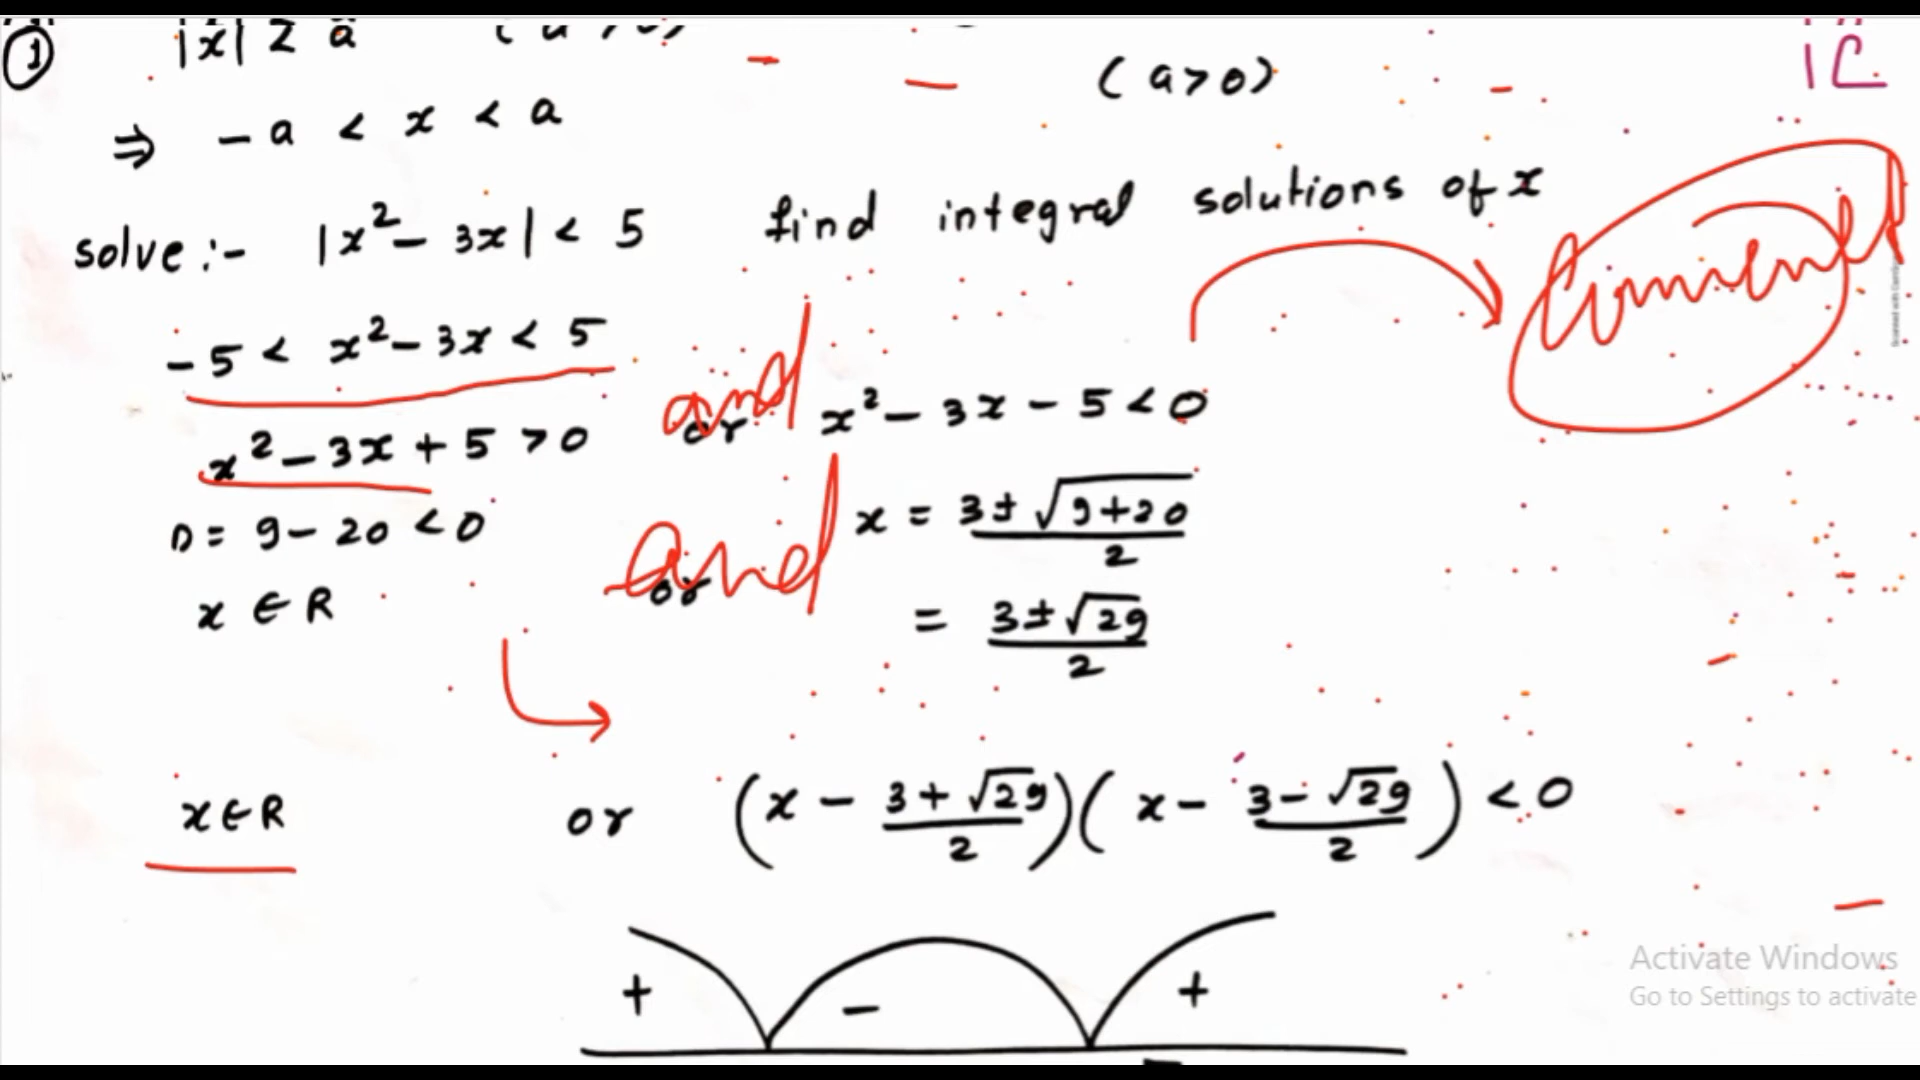 ①
⇒ - a < x < a
(a > 0)
solve :- |x² - 3x| < 5 find integral solutions of x
- 5 < x² - 3x < 5
x² - 3x + 5 > 0 or and x² - 3x - 5 < 0
D = 9 - 20 < 0
x = 3 ± √9+20 / 2
x ∈ R or and
= 3 ± √29 / 2
x ∈ R or (x - 3 + √29 / 2)(x - 3 - √29 / 2) < 0
+ - +
Activate Windows
Go to Settings to activate